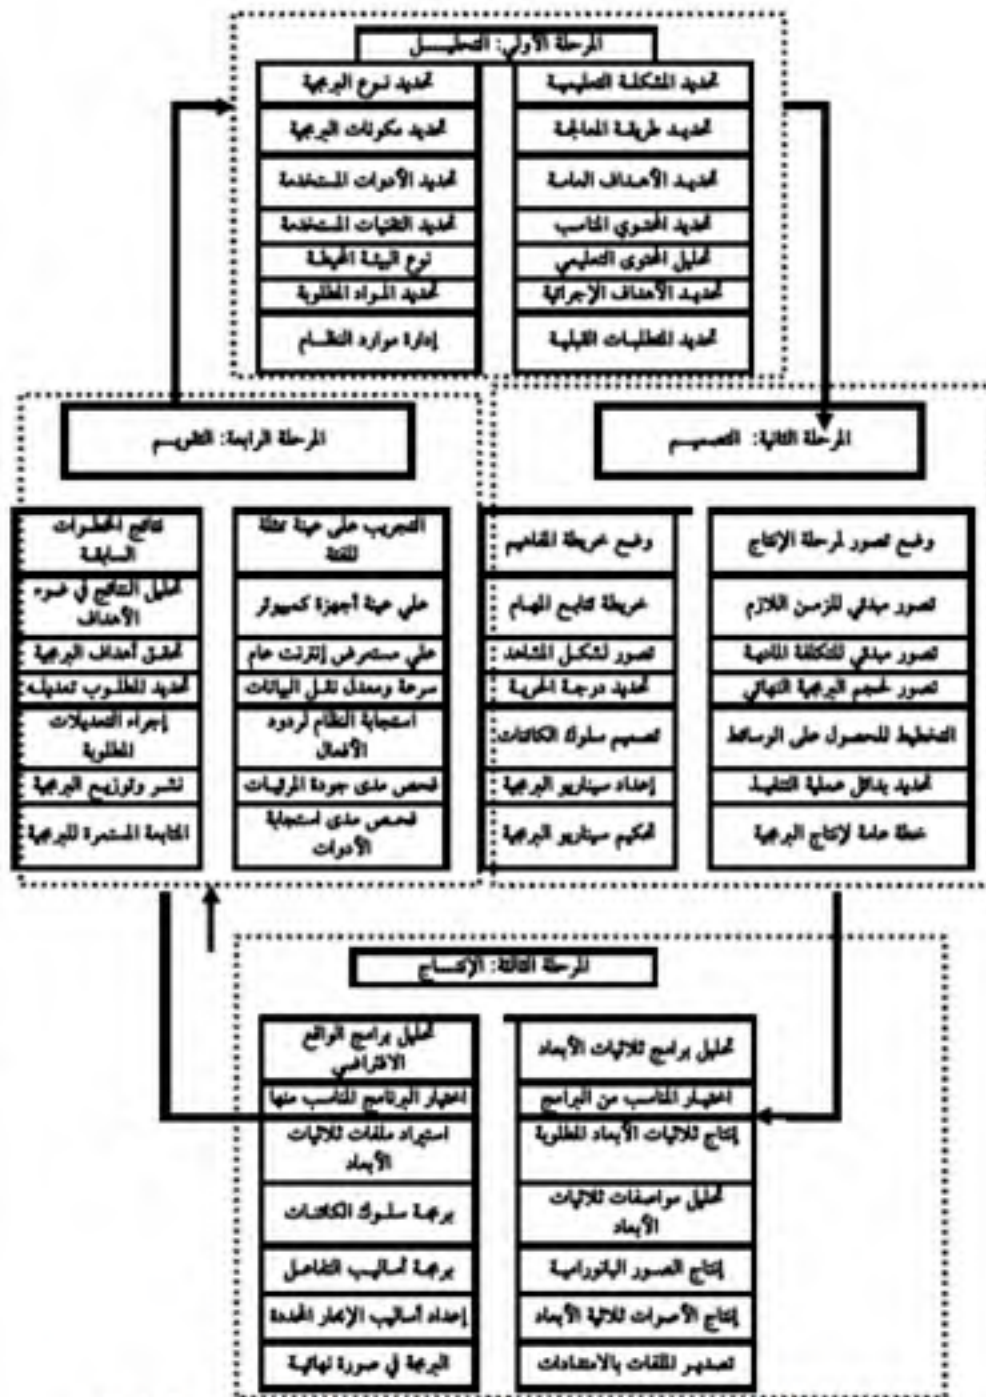 المرحلة الأولي: التحليل
تحديد المشكلة التعليمية
تحديد طريقة المعالجة
تحديد الأهداف العامة
تحديد المحتوي المناسب
تحليل المحتوى التعليمي
تحديد الأهداف الإجرائية
تحديد المتطلبات القبلية
تحديد نوع البرمجية
تحديد مكونات البرمجية
تحديد الأدوات المستخدمة
تحديد التقنيات المستخدمة
نوع البيئة المحيطة
تحديد المواد المطلوبة
إدارة موارد النظام
المرحلة الثانية: التصميم
وضع تصور لمرحلة الإنتاج
تصور مبدئي للزمن اللازم
تصور مبدئي للتكلفة المادية
تصور لحجم البرمجية النهائي
التخطيط للحصول على الوسائط
تحديد بدائل عملية التنفيذ
خطة عامة لإنتاج البرمجية
وضع خريطة المفاهيم
خريطة تتابع المهام
تصور لشكل المشاهد
تحديد درجة الحرية
تصميم سلوك الكائنات
إعداد سيناريو البرمجية
تحكيم سيناريو البرمجية
المرحلة الثالثة: الإنتاج
تحليل برامج ثلاثيات الأبعاد
اختيار المناسب من البرامج
إنتاج ثلاثيات الأبعاد المطلوبة
تحليل مواصفات ثلاثيات
الأبعاد
إنتاج الصور البانورامية
إنتاج الأصوات ثلاثية الأبعاد
تصدير الملفات بالامتدادات
تحليل برامج الواقع
الافتراضي
اختيار البرنامج المناسب منها
استيراد ملفات ثلاثيات
الأبعاد
برمجة سلوك الكائنات
برمجة أساليب التفاعل
إعداد أساليب الإبحار المحددة
البرمجة في صورة نهائية
المرحلة الرابعة: التقويم
التجريب على عينة ممثلة
للفئة
علي عينة أجهزة كمبيوتر
علي مستعرض إنترنت عام
سرعة ومعدل نقل البيانات
استجابة النظام لردود
الأفعال
فحص مدى جودة المرئيات
فحص مدى استجابة
الأدوات
نتائج الخطوات
السابقة
تحليل النتائج في ضوء
الأهداف
تحقق أهداف البرمجية
تحديد المطلوب تعديله
إجراء التعديلات
المطلوبة
نشر وتوزيع البرمجية
المتابعة المستمرة للبرمجية